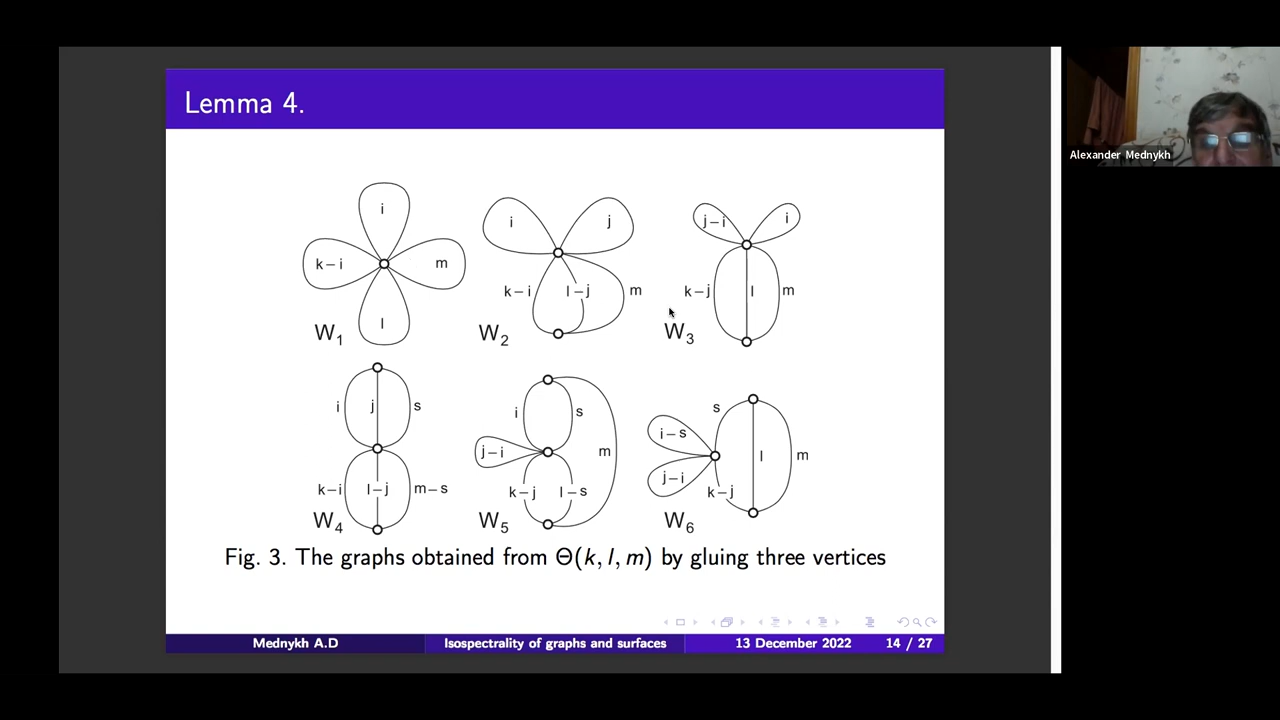 Lemma 4.
Alexander Mednykh
i
k−i
m
l
W1
i
j
k−i
l−j
m
W2
j−i
i
k−j
l
m
W3
i
j
s
k−i
l−j
m−s
W4
i
s
j−i
m
k−j
l−s
W5
s
i−s
l
m
j−i
k−j
W6
Fig. 3. The graphs obtained from Θ(k, l, m) by gluing three vertices
Mednykh A.D
Isospectrality of graphs and surfaces
13 December 2022
14 / 27